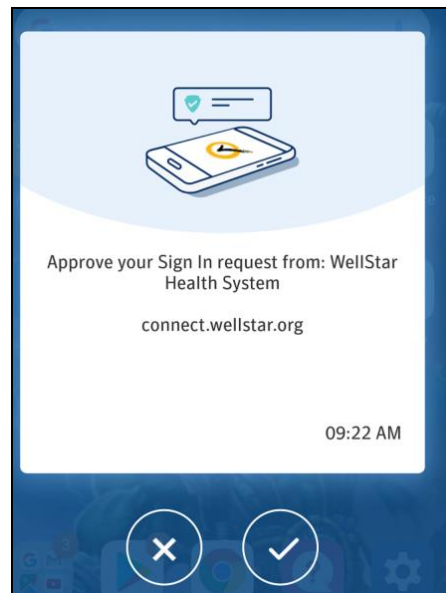 Approve your Sign In request from: WellStar
Health System
connect.wellstar.org
09:22 AM